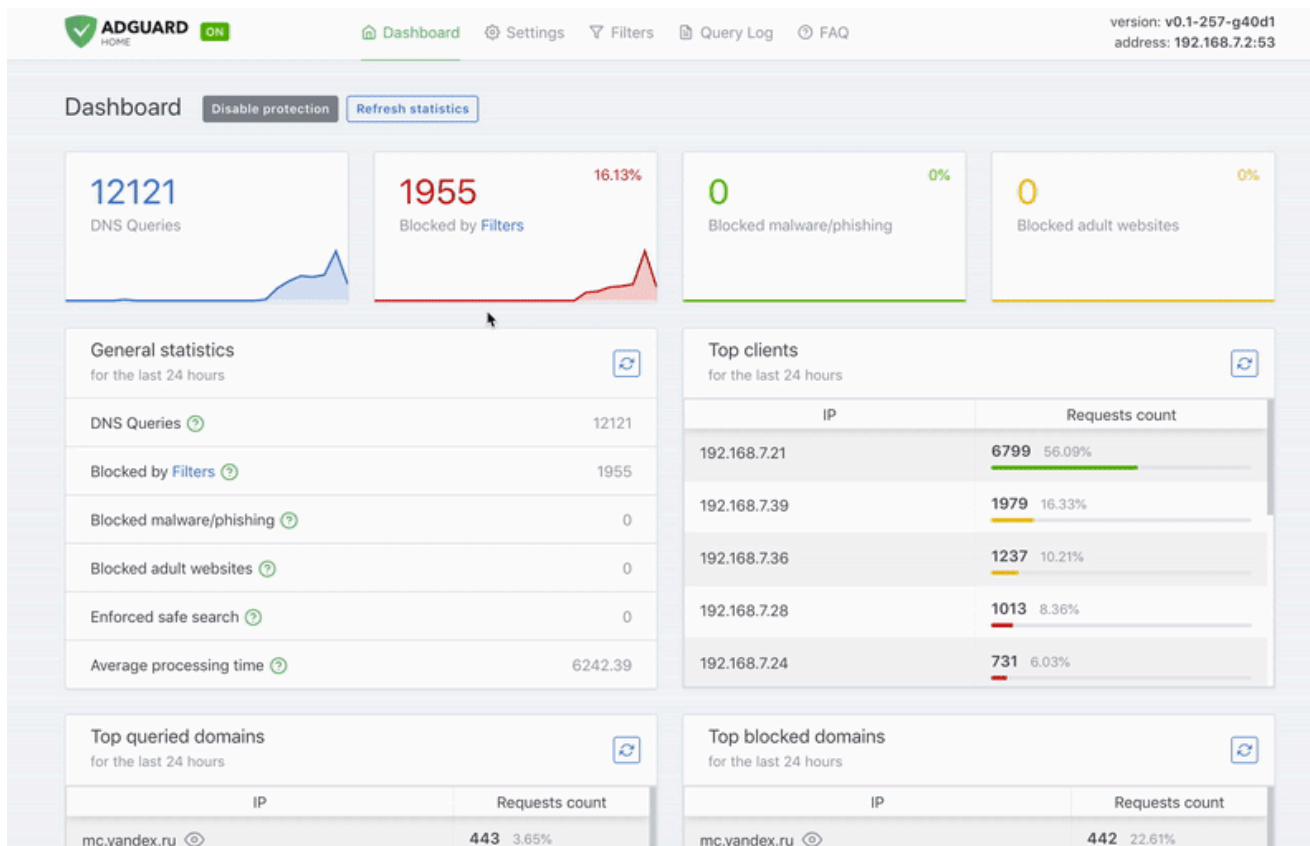 ADGUARD ON
HOME
Dashboard Settings Filters Query Log FAQ
version: v0.1-257-g40d1
address: 192.168.7.2:53
Dashboard Disable protection Refresh statistics
12121
DNS Queries
16.13%
1955
Blocked by Filters
0%
0
Blocked malware/phishing
0%
0
Blocked adult websites
General statistics
for the last 24 hours
DNS Queries 12121
Blocked by Filters 1955
Blocked malware/phishing 0
Blocked adult websites 0
Enforced safe search 0
Average processing time 6242.39
Top clients
for the last 24 hours
IP Requests count
192.168.7.21 6799 56.09%
192.168.7.39 1979 16.33%
192.168.7.36 1237 10.21%
192.168.7.28 1013 8.36%
192.168.7.24 731 6.03%
Top queried domains
for the last 24 hours
IP Requests count
mc.yandex.ru 443 3.65%
Top blocked domains
for the last 24 hours
IP Requests count
mc.yandex.ru 442 22.61%